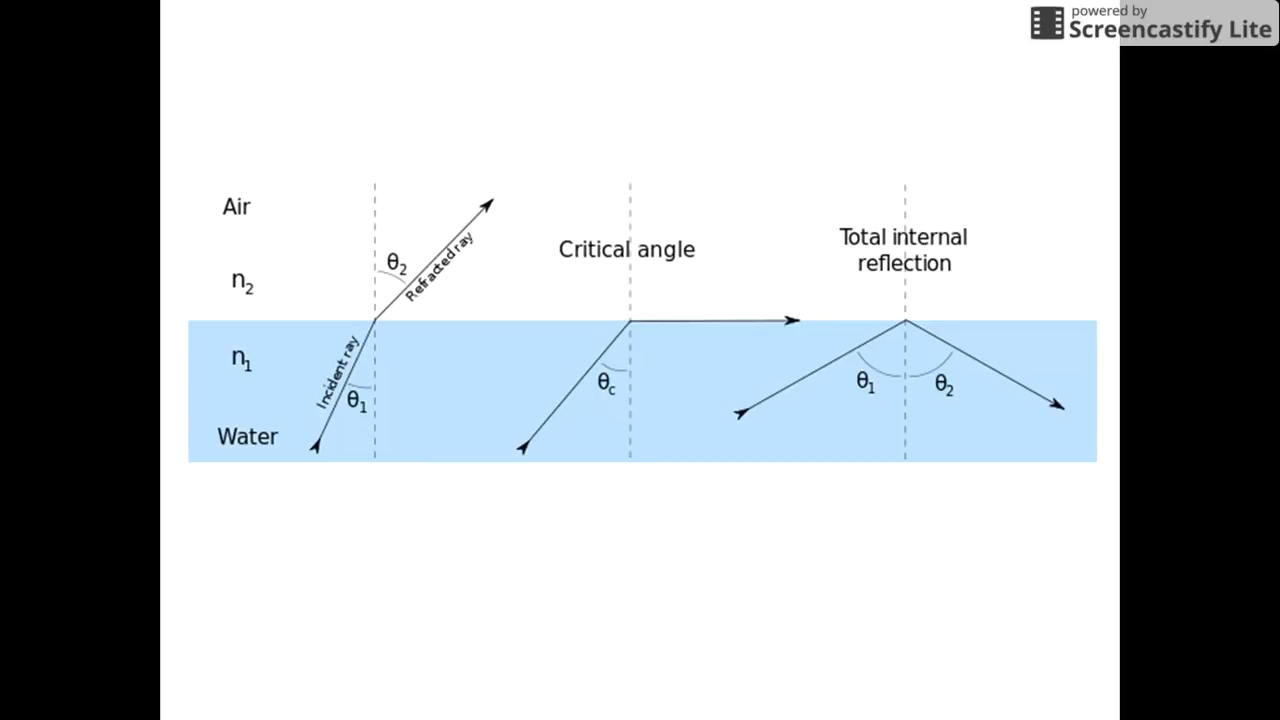 powered by
Screencastify Lite
Air
n2
θ2
Refracted ray
Critical angle
Total internal
reflection
n1
Incident ray
θ1
θc
θ1
θ2
Water